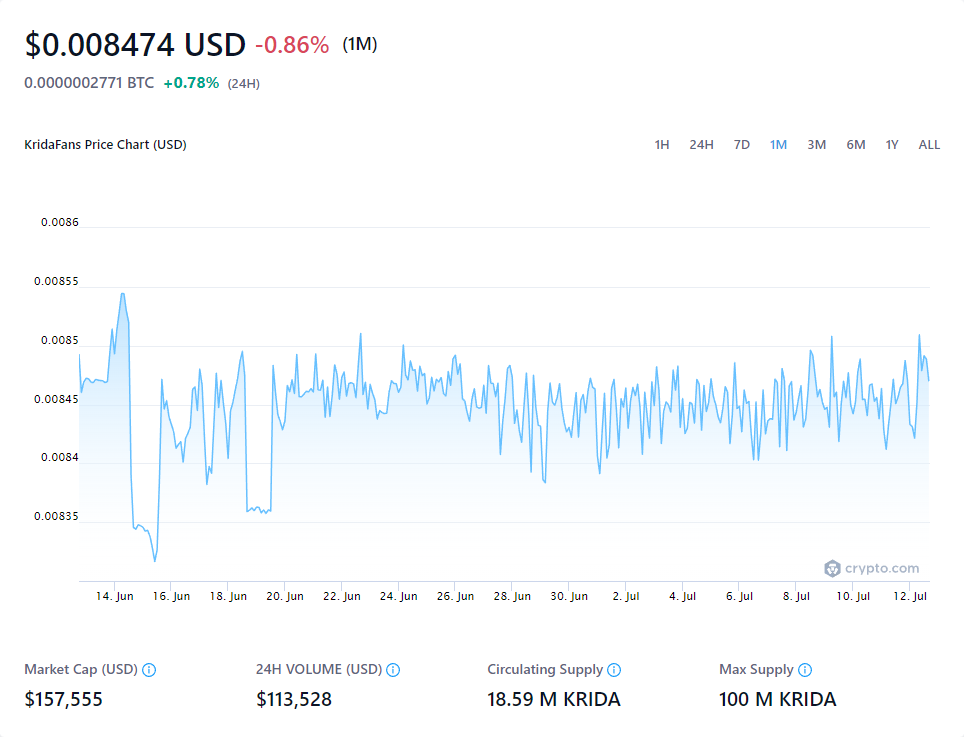 $0.008474 USD -0.86% (1M)
0.0000002771 BTC +0.78% (24H)
KridaFans Price Chart (USD) 1H 24H 7D 1M 3M 6M 1Y ALL
0.0086
0.00855
0.0085
0.00845
0.0084
0.00835
crypto.com
14. Jun 16. Jun 18. Jun 20. Jun 22. Jun 24. Jun 26. Jun 28. Jun 30. Jun 2. Jul 4. Jul 6. Jul 8. Jul 10. Jul 12. Jul
Market Cap (USD) 24H VOLUME (USD) Circulating Supply Max Supply
$157,555 $113,528 18.59 M KRIDA 100 M KRIDA